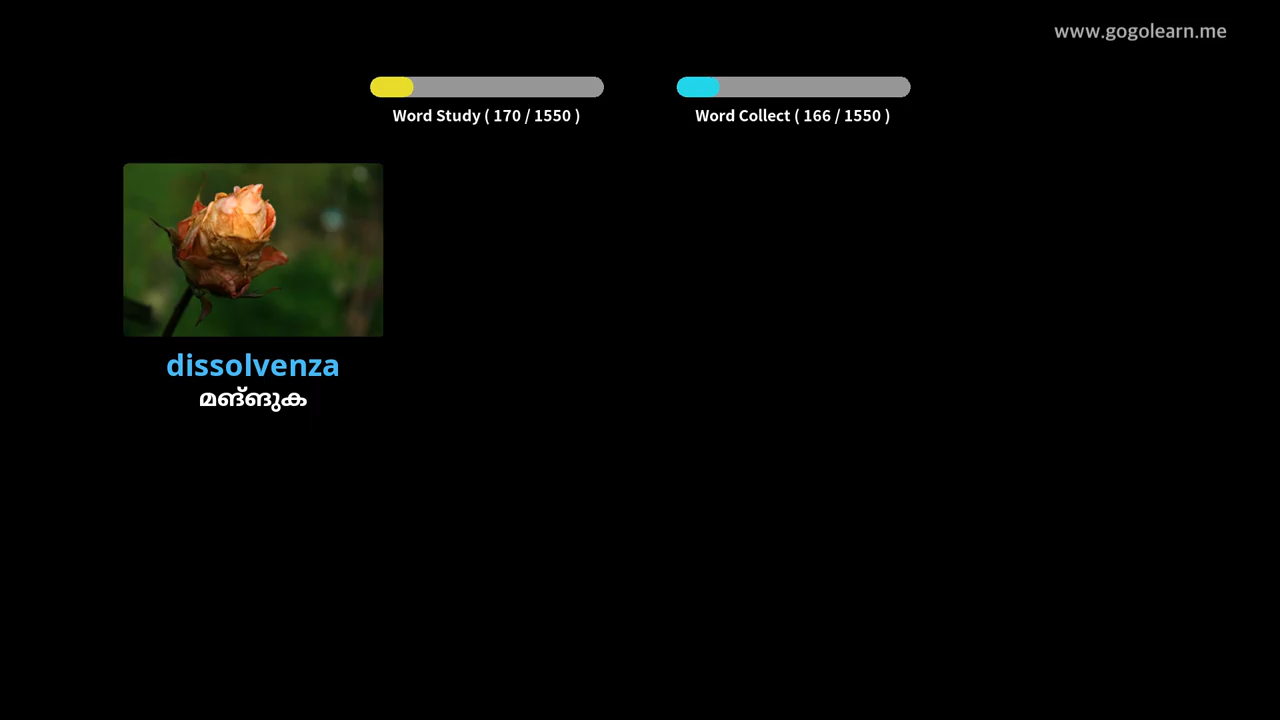 www.gogolearn.me
Word Study ( 170 / 1550 )
Word Collect ( 166 / 1550 )
dissolvenza
മങ്ങുക